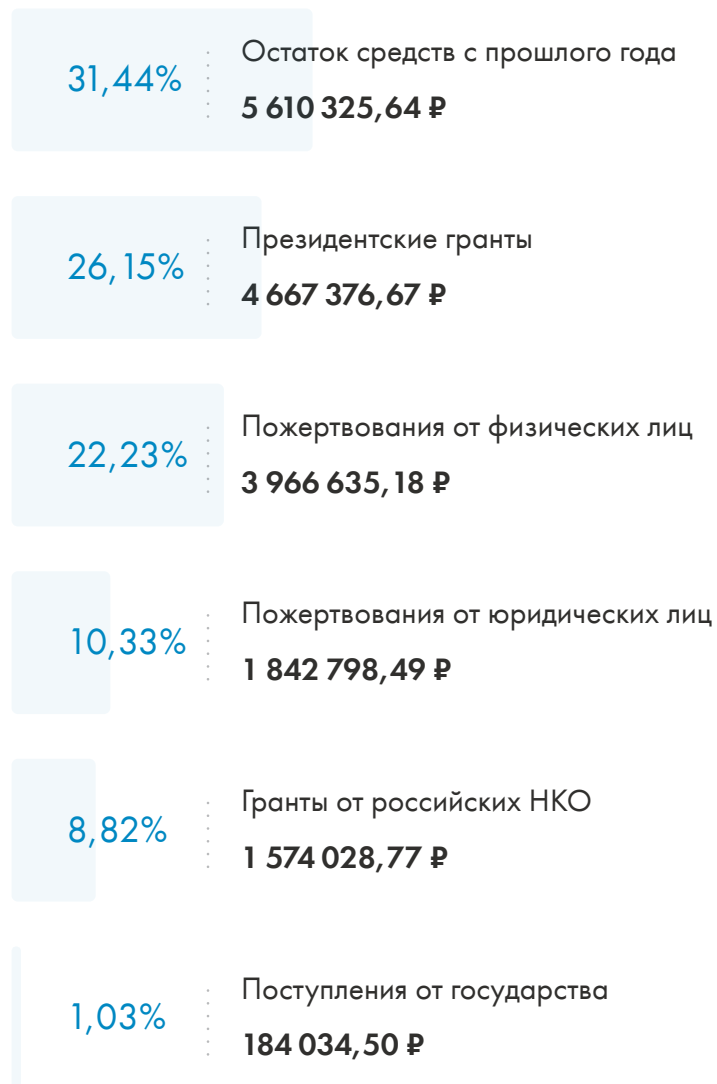 31,44%
Остаток средств с прошлого года
5 610 325,64 ₽
26,15%
Президентские гранты
4 667 376,67 ₽
22,23%
Пожертвования от физических лиц
3 966 635,18 ₽
10,33%
Пожертвования от юридических лиц
1 842 798,49 ₽
8,82%
Гранты от российских НКО
1 574 028,77 ₽
1,03%
Поступления от государства
184 034,50 ₽